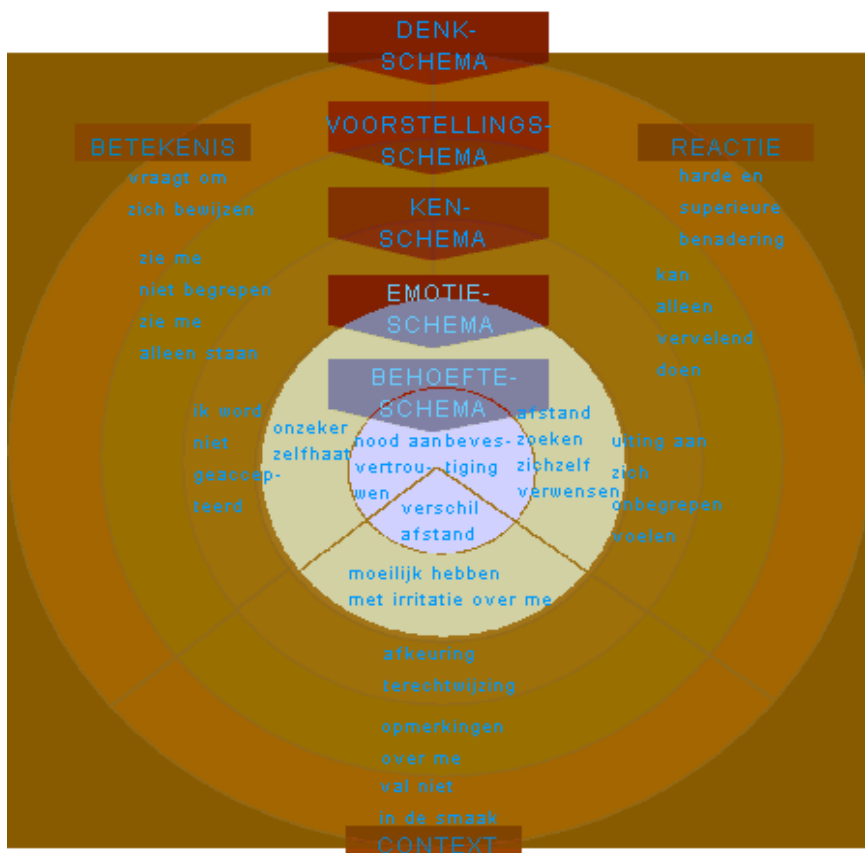 DENK-
SCHEMA
VOORSTELLINGS-
SCHEMA
BETEKENIS
REACTIE
vraagt om
zich bewijzen
harde en
superieure
benadering
KEN-
SCHEMA
zie me
niet begrepen
zie me
alleen staan
kan
alleen
vervelend
doen
EMOTIE-
SCHEMA
BEHOEFTE-
SCHEMA
ik word
niet
geaccep-
teerd
onzeker
zelfhaat
nood aan
vertrou-
wen
beves-
tiging
afstand
zoeken
zichzelf
verwensen
uiting aan
zich
onbegrepen
voelen
verschil
afstand
moeilijk hebben
met irritatie over me
afkeuring
terechtwijzing
opmerkingen
over me
val niet
in de smaak
CONTEXT